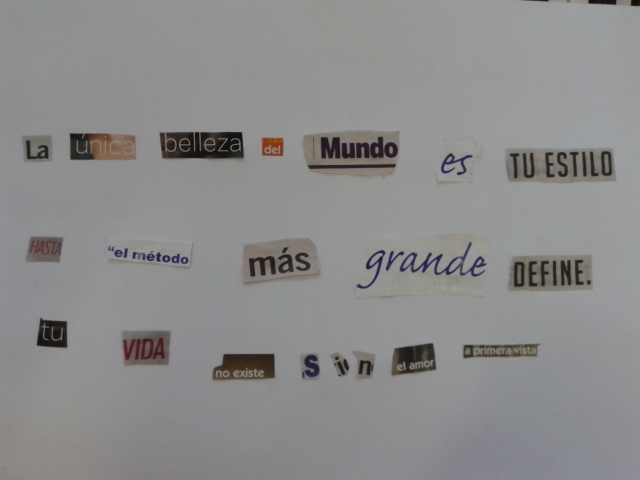 La única belleza del Mundo es TU ESTILO
HASTA "el método más grande DEFINE.
tu VIDA no existe Sin el amor a primera vista